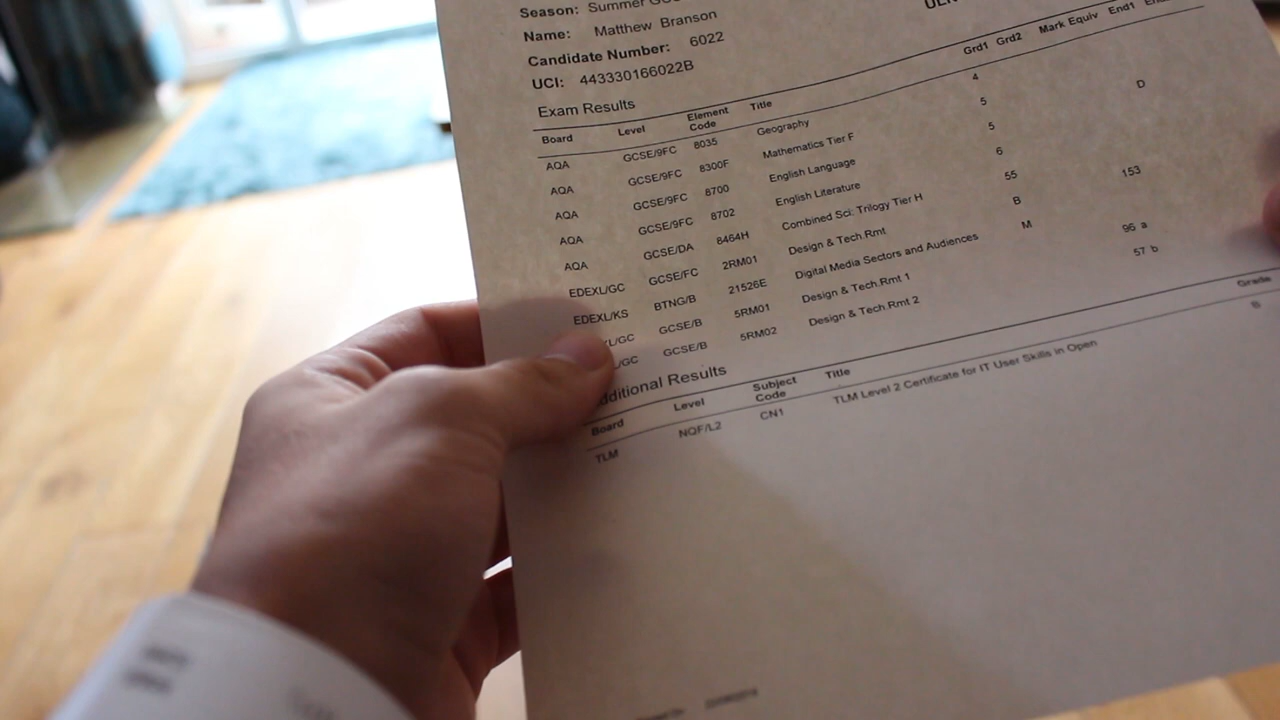 Season: Summer
Name: Matthew Branson
Candidate Number: 6022
UCI: 443330166022B
Exam Results
Board Level Element Code Title Grd1 Grd2 Mark Equiv End1
AQA GCSE/9FC 8035 Geography 4
AQA GCSE/9FC 8300F Mathematics Tier F 5
AQA GCSE/9FC 8700 English Language 5 D
AQA GCSE/9FC 8702 English Literature 6
AQA GCSE/DA 8464H Combined Sci: Trilogy Tier H 55
EDEXL/GC GCSE/FC 2RM01 Design & Tech.Rmt B 153
EDEXL/KS BTNG/B 21526E Digital Media Sectors and Audiences M
XL/GC GCSE/B 5RM01 Design & Tech.Rmt 1 96 a
/GC GCSE/B 5RM02 Design & Tech.Rmt 2 57 b
dditional Results
Board Level Subject Code Title Grade
TLM NQF/L2 CN1 TLM Level 2 Certificate for IT User Skills in Open